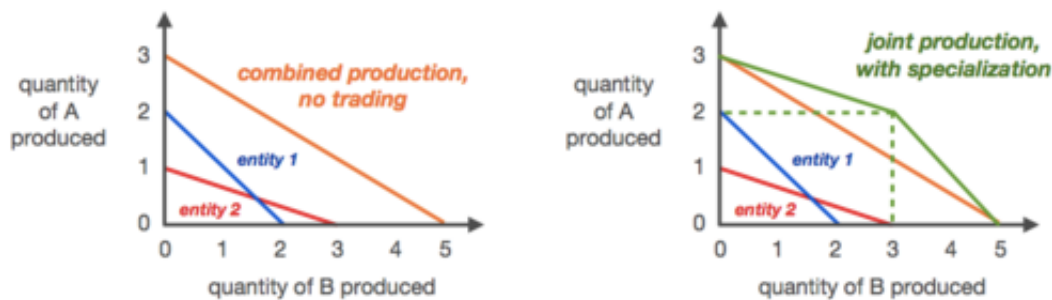 3
quantity
of A
produced
2
1
0
combined production,
no trading
entity 1
entity 2
0 1 2 3 4 5
quantity of B produced
3
quantity
of A
produced
2
1
0
joint production,
with specialization
entity 1
entity 2
0 1 2 3 4 5
quantity of B produced